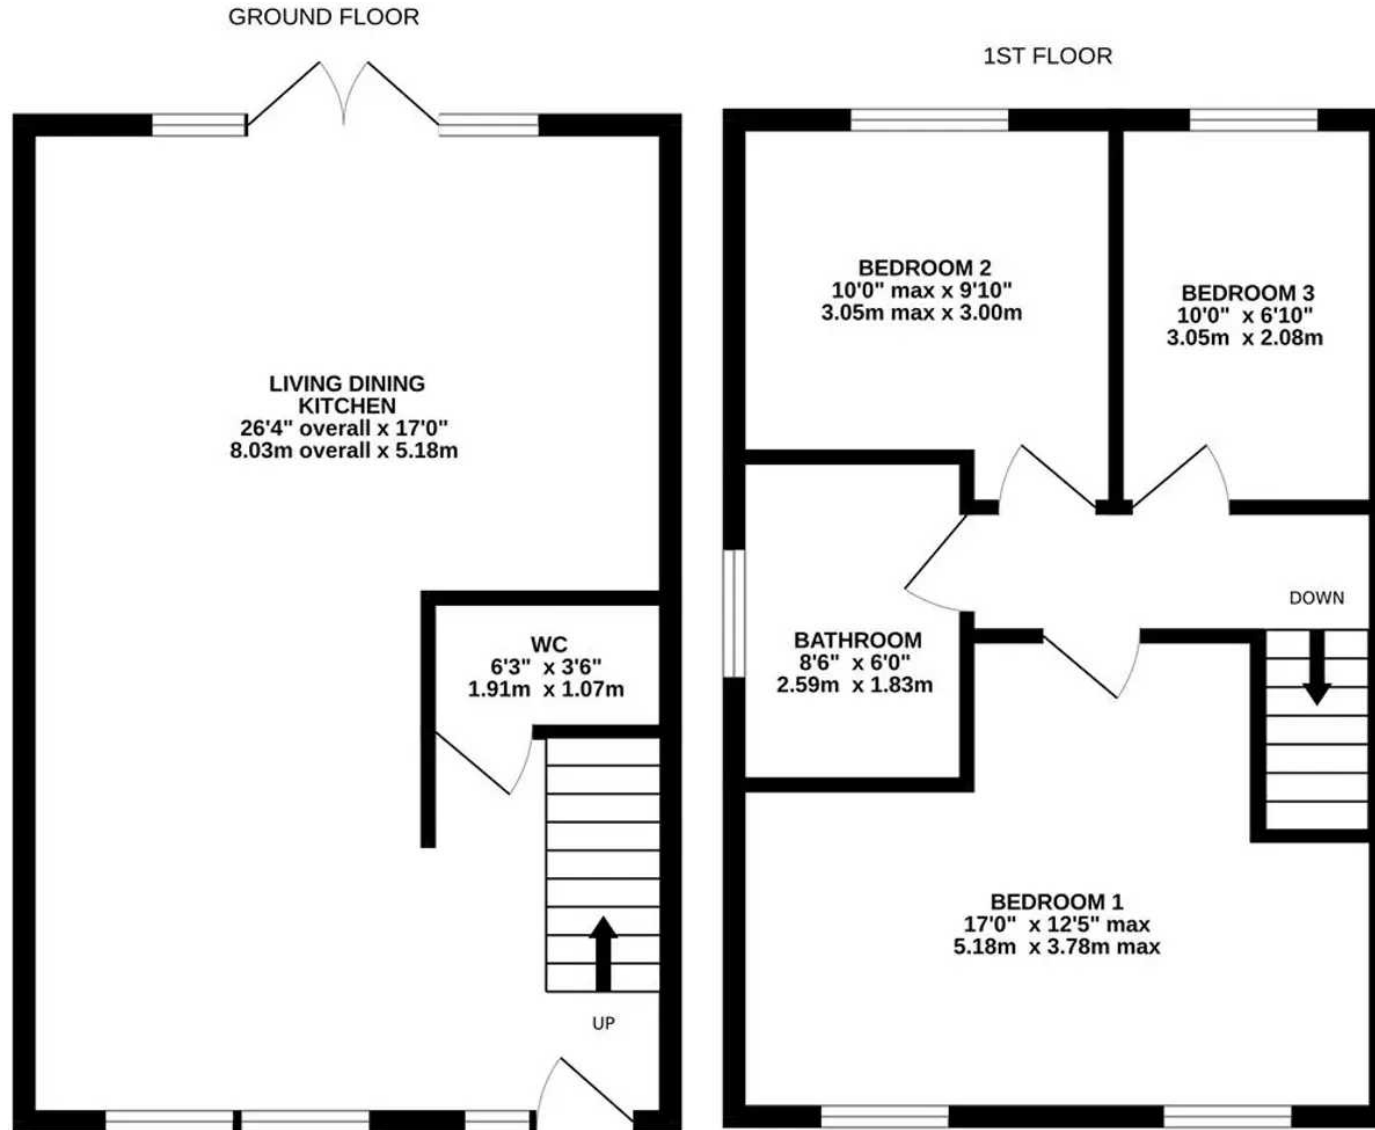 GROUND FLOOR
LIVING DINING
KITCHEN
26'4" overall x 17'0"
8.03m overall x 5.18m
WC
6'3" x 3'6"
1.91m x 1.07m
UP
1ST FLOOR
BEDROOM 2
10'0" max x 9'10"
3.05m max x 3.00m
BEDROOM 3
10'0" x 6'10"
3.05m x 2.08m
DOWN
BATHROOM
8'6" x 6'0"
2.59m x 1.83m
BEDROOM 1
17'0" x 12'5" max
5.18m x 3.78m max